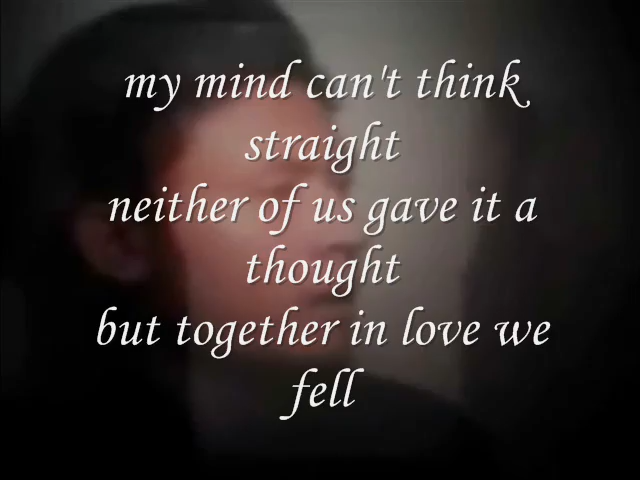 my mind can't think
straight
neither of us gave it a
thought
but together in love we
fell